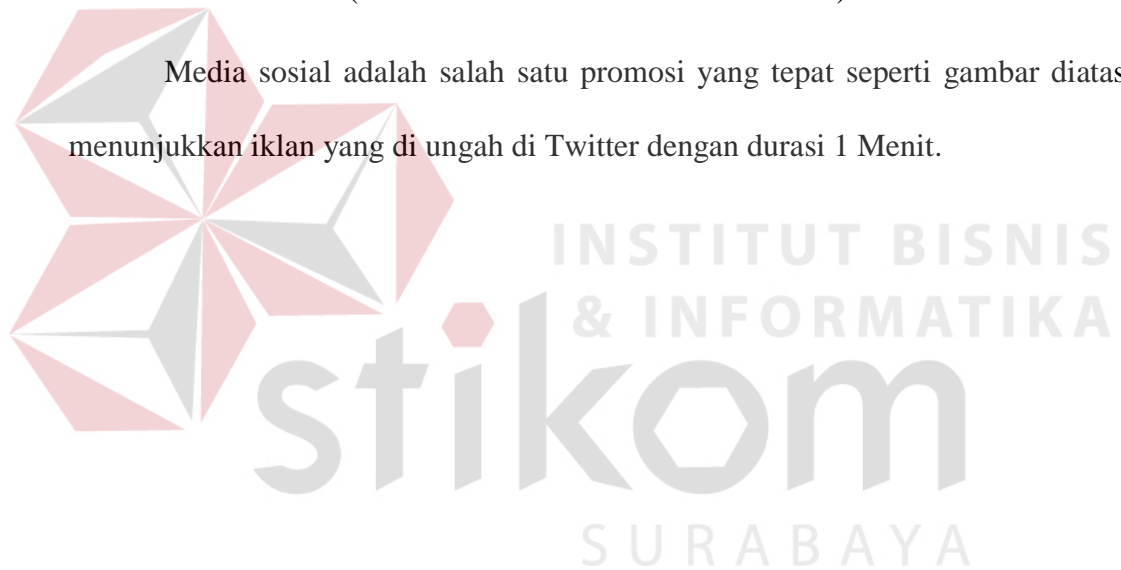 Media sosial adalah salah satu promosi yang tepat seperti gambar diatas
menunjukkan iklan yang di ungah di Twitter dengan durasi 1 Menit.
INSTITUT BISNIS
& INFORMATIKA
stikom
SURABAYA